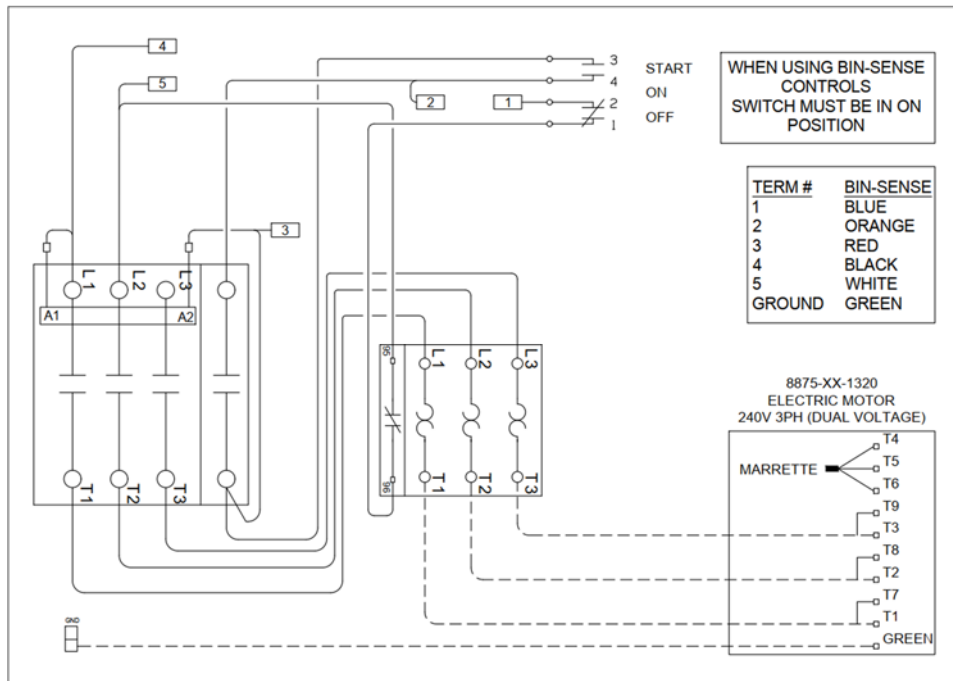 4
5
3
START
4
ON
2
1
2
OFF
1
WHEN USING BIN-SENSE
CONTROLS
SWITCH MUST BE IN ON
POSITION
TERM # BIN-SENSE
1 BLUE
2 ORANGE
3 RED
4 BLACK
5 WHITE
GROUND GREEN
3
L1 L2 L3
A1 A2
95 L1 L2 L3
96 T1 T2 T3
T1 T2 T3
8875-XX-1320
ELECTRIC MOTOR
240V 3PH (DUAL VOLTAGE)
MARRETTE
T4
T5
T6
T9
T3
T8
T2
T7
T1
GREEN
GND